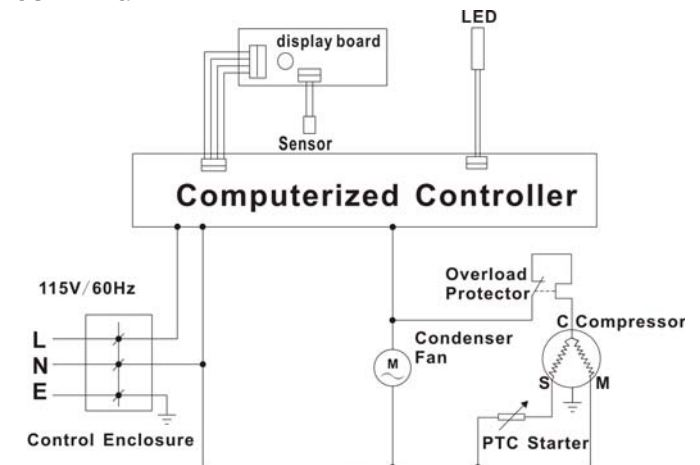 LED
display board
Sensor
Computerized Controller
115V/60Hz
Overload
Protector
C Compressor
L
N
E
Condenser
Fan
M
S M
Control Enclosure
PTC Starter